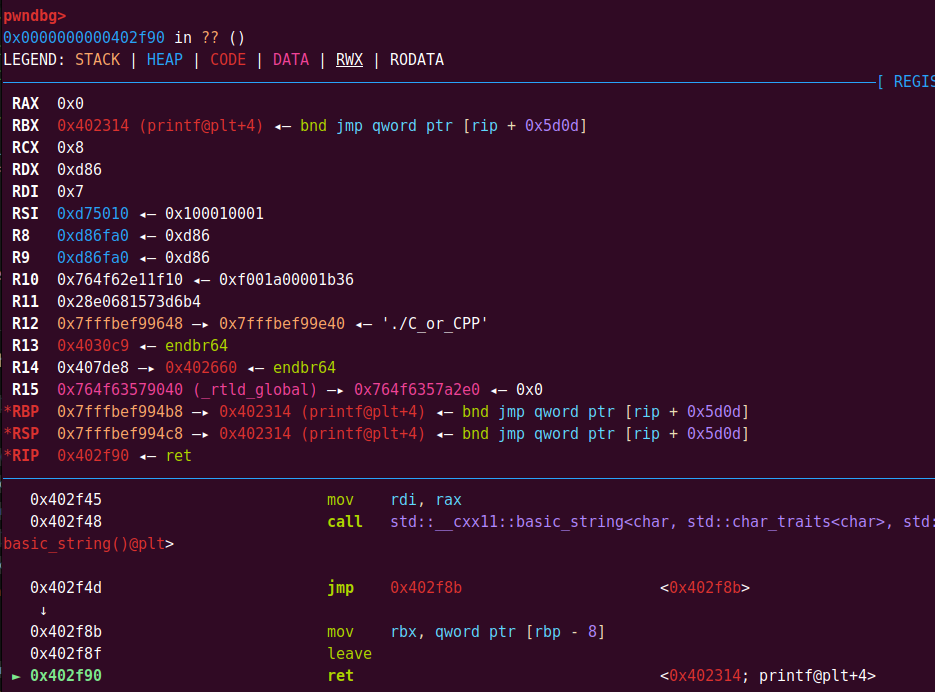 pwndbg>
0x0000000000402f90 in ?? ()
LEGEND: STACK | HEAP | CODE | DATA | RWX | RODATA
[ REGIS
RAX 0x0
RBX 0x402314 (printf@plt+4) ◂— bnd jmp qword ptr [rip + 0x5d0d]
RCX 0x8
RDX 0xd86
RDI 0x7
RSI 0xd75010 ◂— 0x100010001
R8 0xd86fa0 ◂— 0xd86
R9 0xd86fa0 ◂— 0xd86
R10 0x764f62e11f10 ◂— 0xf001a00001b36
R11 0x28e0681573d6b4
R12 0x7fffbef99648 —▸ 0x7fffbef99e40 ◂— './C_or_CPP'
R13 0x4030c9 ◂— endbr64
R14 0x407de8 —▸ 0x402660 ◂— endbr64
R15 0x764f63579040 (_rtld_global) —▸ 0x764f6357a2e0 ◂— 0x0
*RBP 0x7fffbef994b8 —▸ 0x402314 (printf@plt+4) ◂— bnd jmp qword ptr [rip + 0x5d0d]
*RSP 0x7fffbef994c8 —▸ 0x402314 (printf@plt+4) ◂— bnd jmp qword ptr [rip + 0x5d0d]
*RIP 0x402f90 ◂— ret
0x402f45 mov rdi, rax
0x402f48 call std::__cxx11::basic_string<char, std::char_traits<char>, std:
basic_string()@plt>
0x402f4d jmp 0x402f8b <0x402f8b>
↓
0x402f8b mov rbx, qword ptr [rbp - 8]
0x402f8f leave
► 0x402f90 ret <0x402314; printf@plt+4>